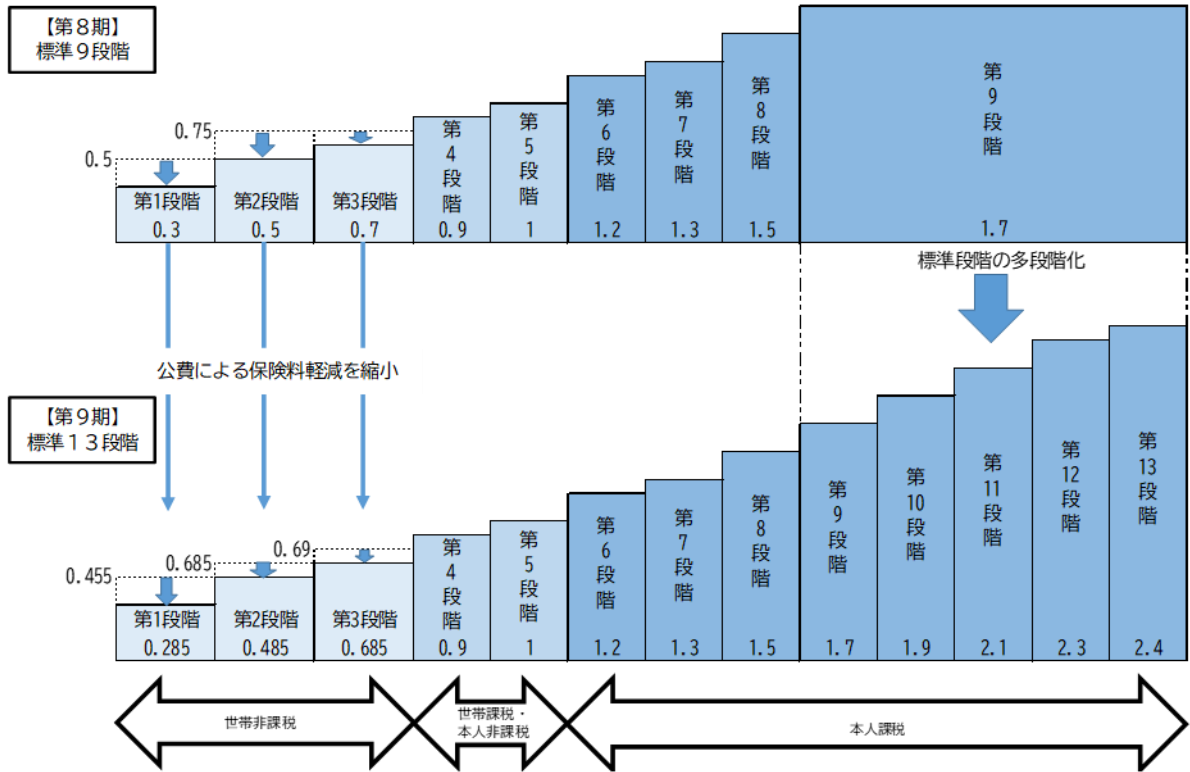 【第8期】
標準9段階
0.5
0.75
第1段階
0.3
第2段階
0.5
第3段階
0.7
第4段階
0.9
第5段階
1
第6段階
1.2
第7段階
1.3
第8段階
1.5
第9段階
1.7
標準段階の多段階化
公費による保険料軽減を縮小
【第9期】
標準13段階
0.455
0.685
0.69
第1段階
0.285
第2段階
0.485
第3段階
0.685
第4段階
0.9
第5段階
1
第6段階
1.2
第7段階
1.3
第8段階
1.5
第9段階
1.7
第10段階
1.9
第11段階
2.1
第12段階
2.3
第13段階
2.4
世帯非課税
世帯課税・
本人非課税
本人課税